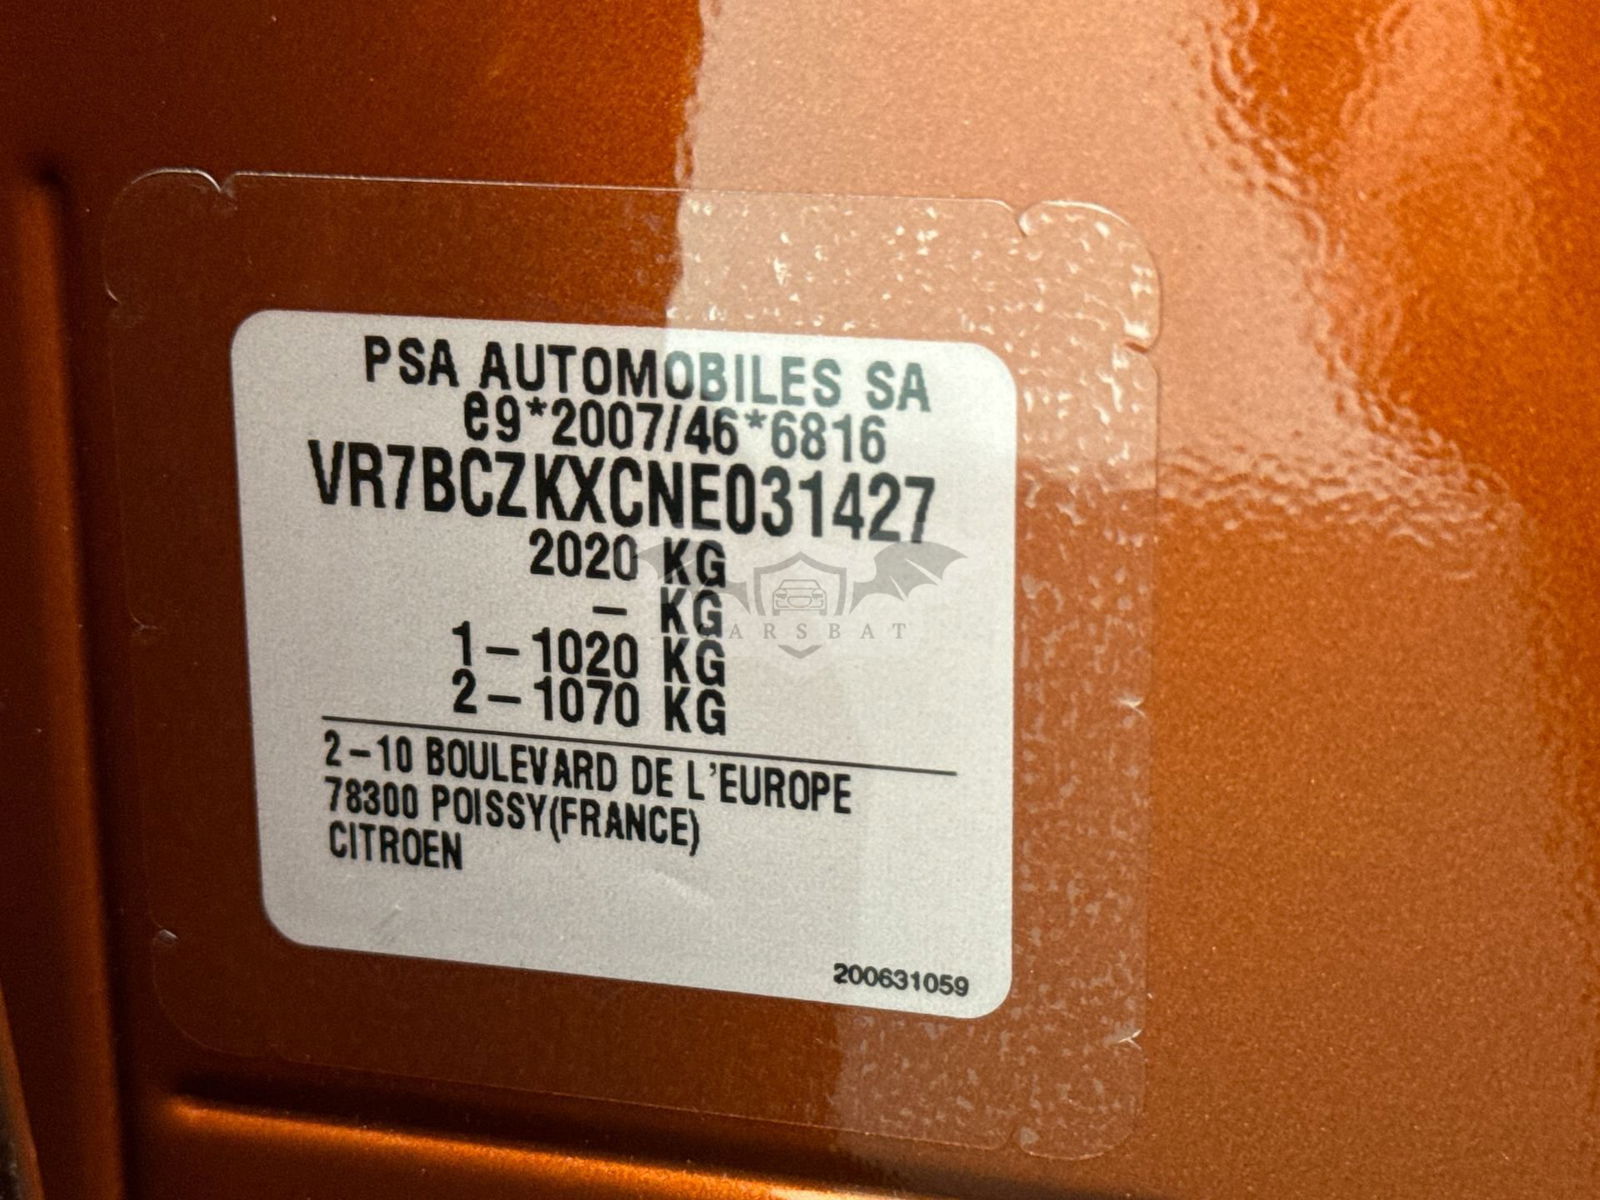 PSA AUTOMOBILES SA
e9*2007/46*6816
VR7BCZKXCNE031427
2020 KG
– KG
1–1020 KG
2–1070 KG
2–10 BOULEVARD DE L'EUROPE
78300 POISSY(FRANCE)
CITROEN
200631059
ARSBAT